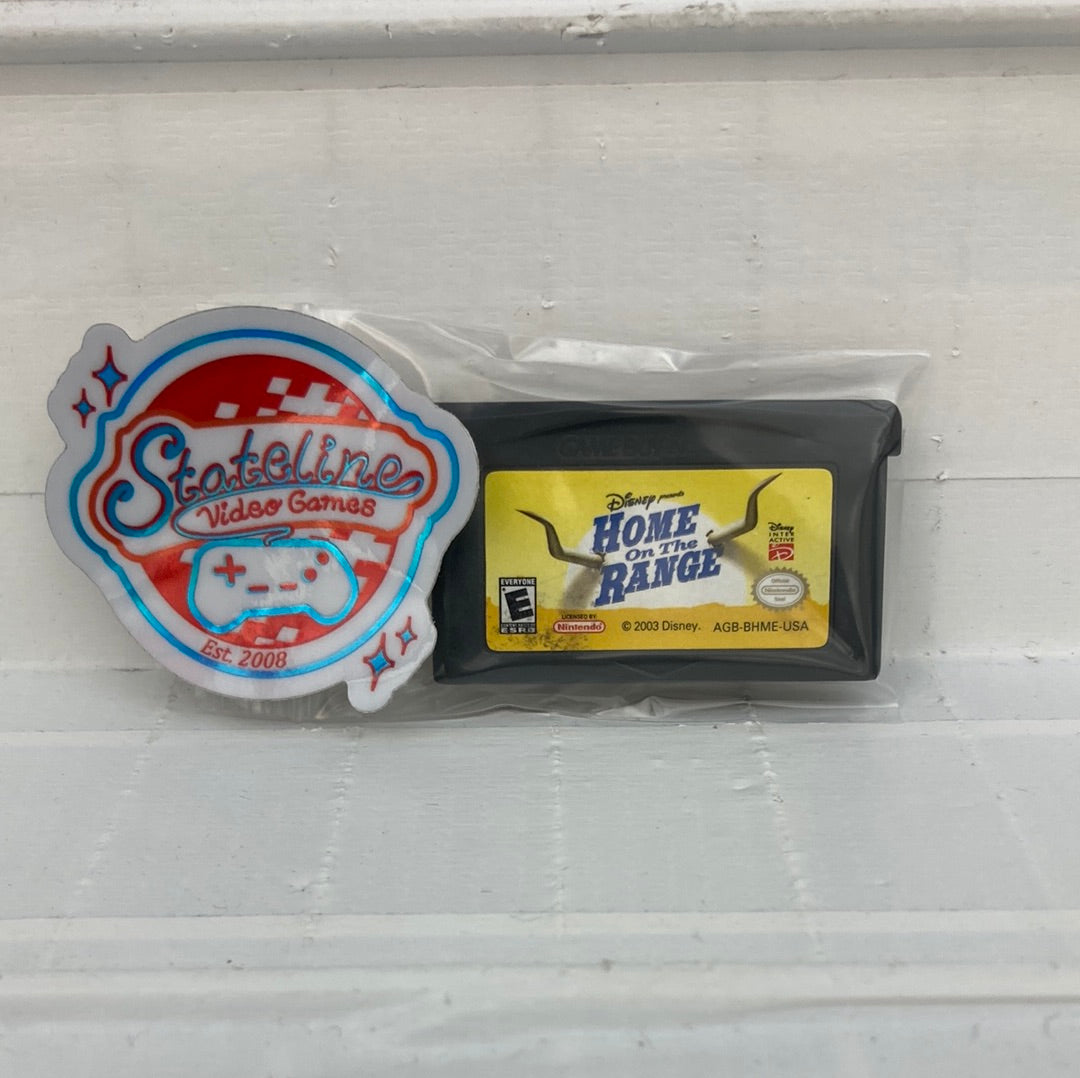 Stateline
Video Games
Est. 2008
GAME BOY
Disney presents
HOME
On The
RANGE
Disney
INTER
ACTIVE
EVERYONE
E
ESRB
LICENSED BY
Nintendo
© 2003 Disney.
AGB-BHME-USA
Official
Nintendo
Seal